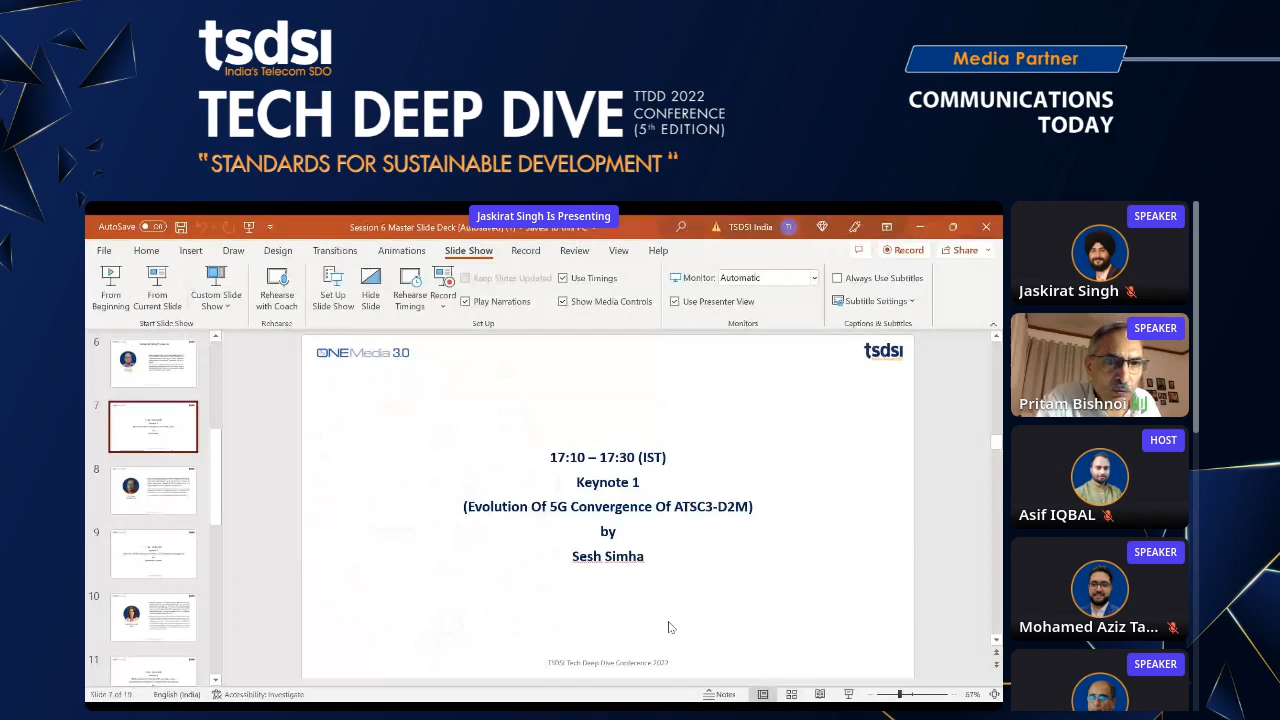 tsdsi
India's Telecom SDO
TECH DEEP DIVE
TTDD 2022
CONFERENCE
(5th EDITION)
"STANDARDS FOR SUSTAINABLE DEVELOPMENT"
Media Partner
COMMUNICATIONS
TODAY
Jaskirat Singh Is Presenting
AutoSave Off
Session 6 Master Slide Deck
TSDSI India
TI
File Home Insert Draw Design Transitions Animations Slide Show Record Review View Help
Record Share
From
Beginning
From
Current Slide
Custom Slide
Show
Start Slide Show
Rehearse
with Coach
Rehearse
Set Up
Slide Show
Hide
Slide
Rehearse
Timings
Record
Keep Slides Updated
Play Narrations
Use Timings
Show Media Controls
Set Up
Monitor: Automatic
Use Presenter View
Monitors
Always Use Subtitles
Subtitle Settings
Captions & Subtitles
6
7
8
9
10
11
ONEMedia 3.0
tsdsi
17:10 – 17:30 (IST)
Keynote 1
(Evolution Of 5G Convergence Of ATSC3-D2M)
by
Sesh Simha
TSDSI Tech Deep Dive Conference 2022
Slide 7 of 19
English (India)
Accessibility: Investigate
Notes
67%
SPEAKER
Jaskirat Singh
SPEAKER
Pritam Bishnoi
HOST
Asif IQBAL
SPEAKER
Mohamed Aziz Ta...
SPEAKER